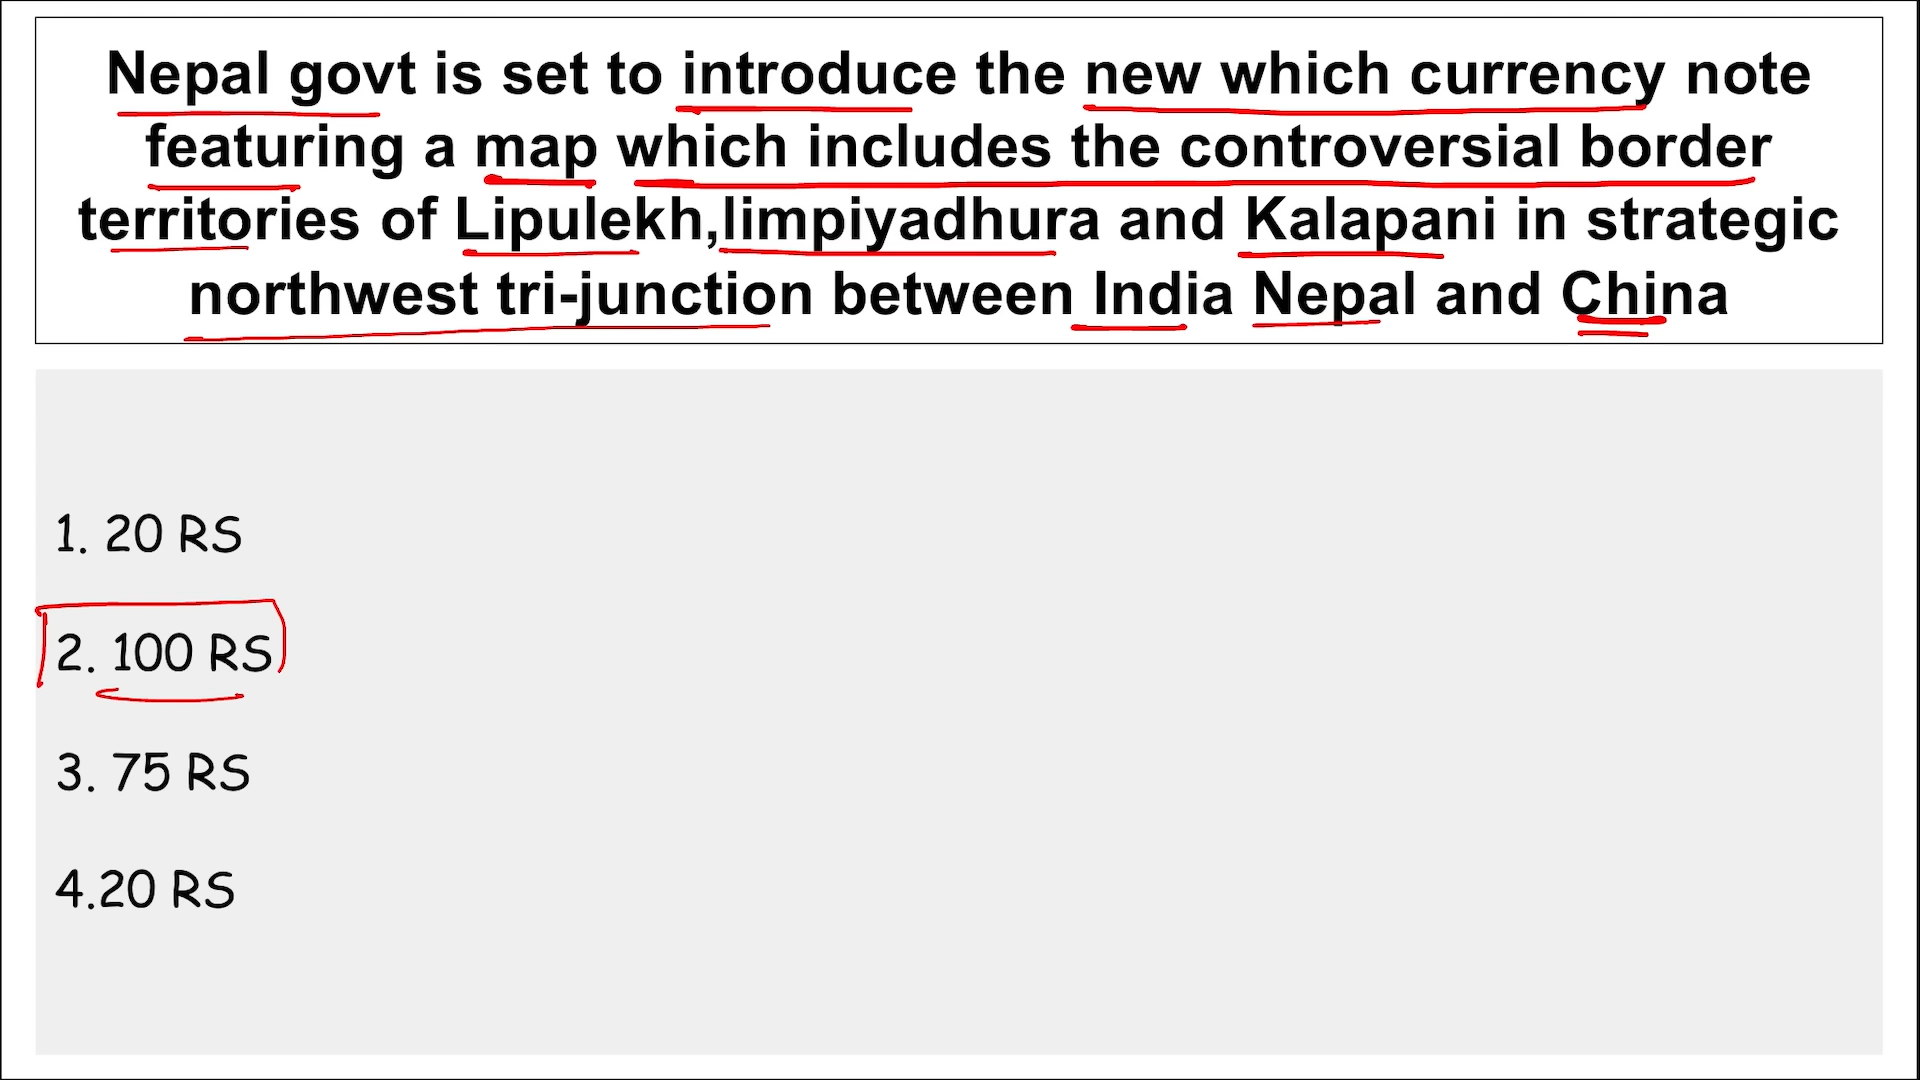 Nepal govt is set to introduce the new which currency note
featuring a map which includes the controversial border
territories of Lipulekh,limpiyadhura and Kalapani in strategic
northwest tri-junction between India Nepal and China
1. 20 RS
2. 100 RS
3. 75 RS
4.20 RS